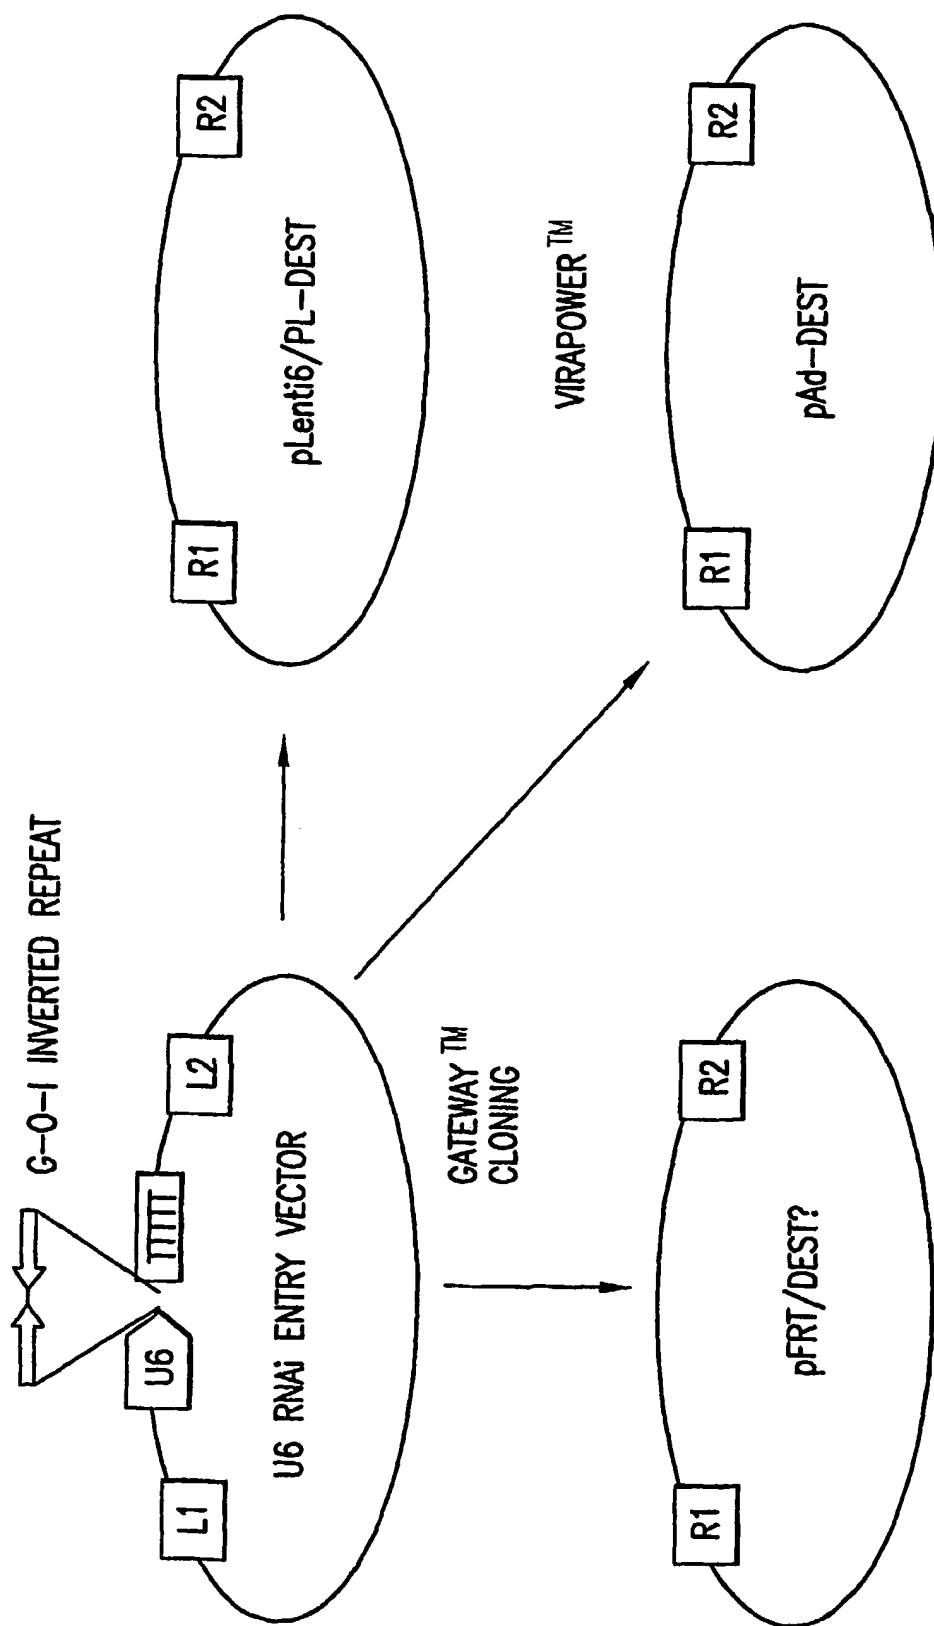 G-O-I INVERTED REPEAT
L1
U6
TTTTT
L2
U6 RNAi ENTRY VECTOR
R1
R2
pLenti6/PL-DEST
GATEWAY™
CLONING
VIRAPOWER™
R1
R2
pFRT/DEST?
R1
R2
pAd-DEST